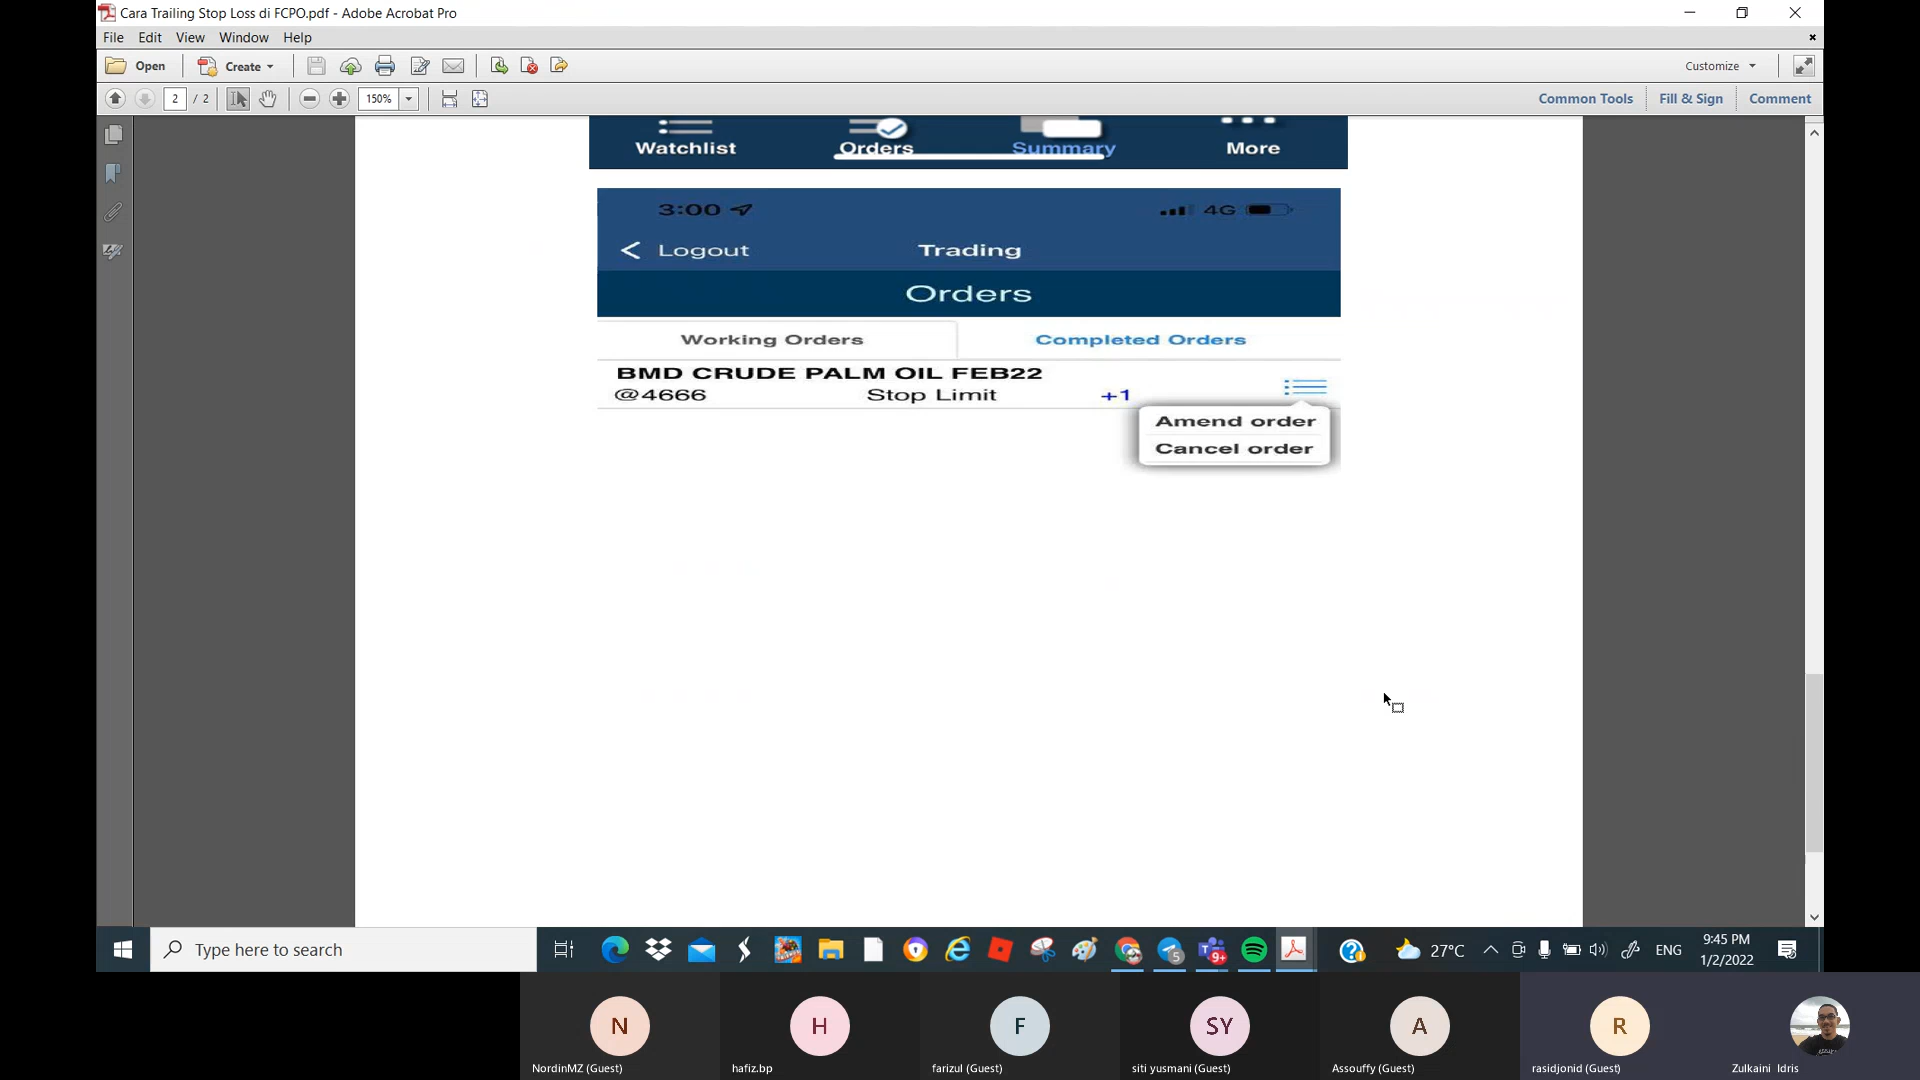 Cara Trailing Stop Loss di FCPO.pdf - Adobe Acrobat Pro
File Edit View Window Help
Open Create Customize
2 / 2 150% Common Tools Fill & Sign Comment
Watchlist Orders Summary More
3:00 4G
< Logout Trading
Orders
Working Orders Completed Orders
BMD CRUDE PALM OIL FEB22
@4666 Stop Limit +1
Amend order
Cancel order
Type here to search
5
9+
27°C
ENG
9:45 PM
1/2/2022
N H F SY A R
NordinMZ (Guest) hafiz.bp farizul (Guest) siti yusmani (Guest) Assouffy (Guest) rasidjonid (Guest) Zulkaini Idris